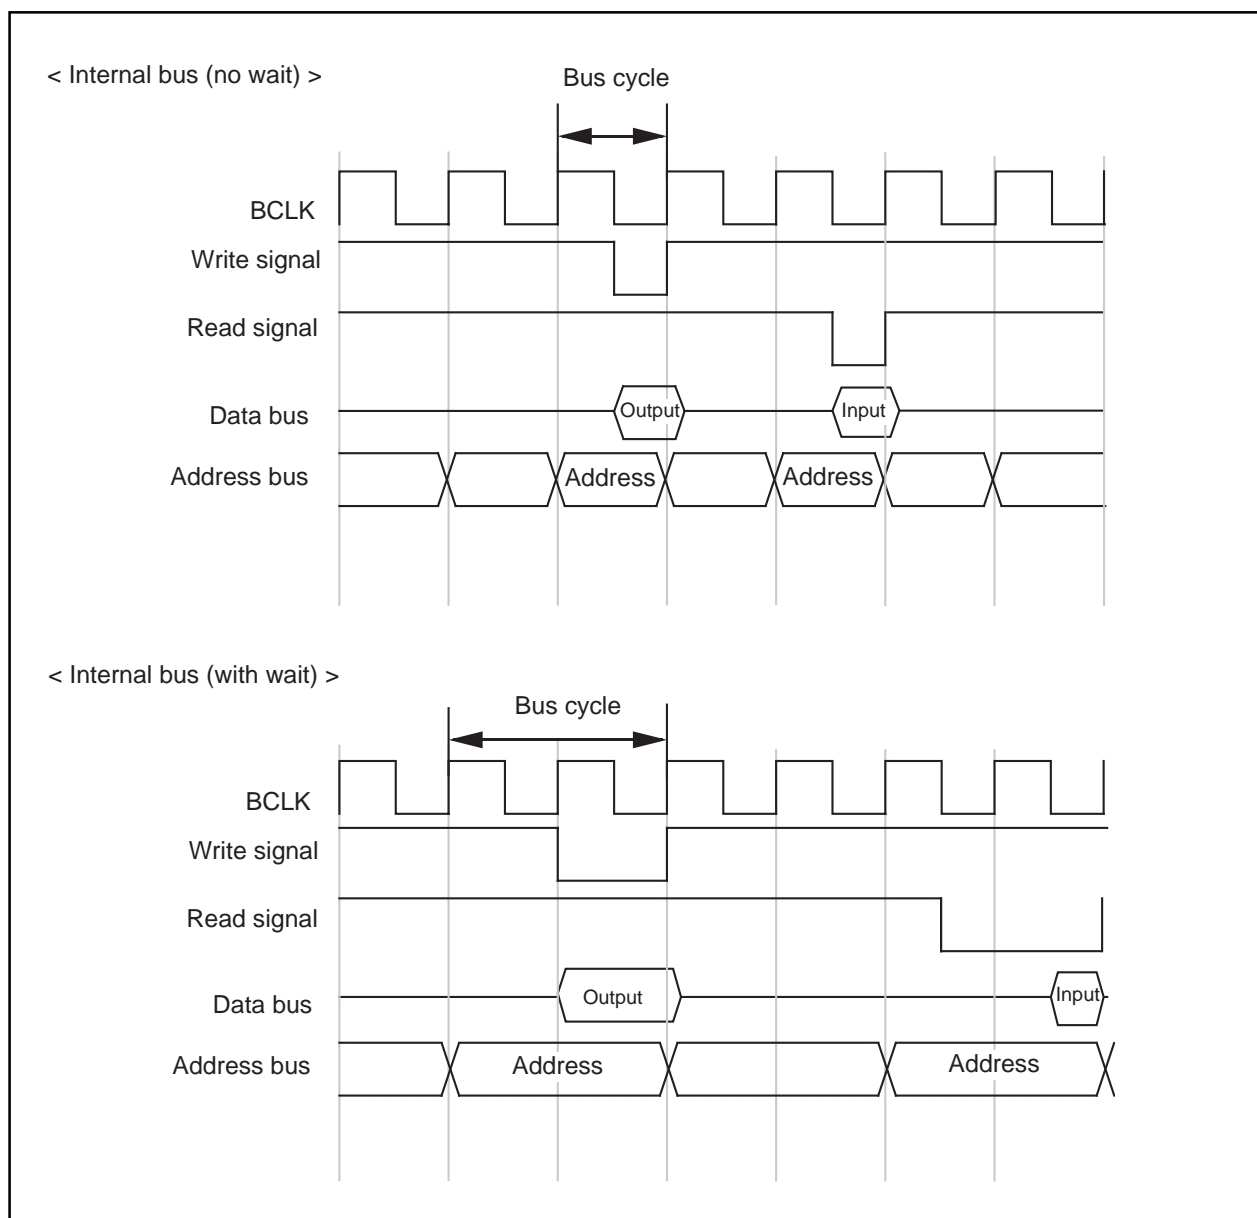 < Internal bus (no wait) >
Bus cycle
BCLK
Write signal
Read signal
Data bus
Output
Input
Address bus
Address
Address
< Internal bus (with wait) >
Bus cycle
BCLK
Write signal
Read signal
Data bus
Output
Input
Address bus
Address
Address